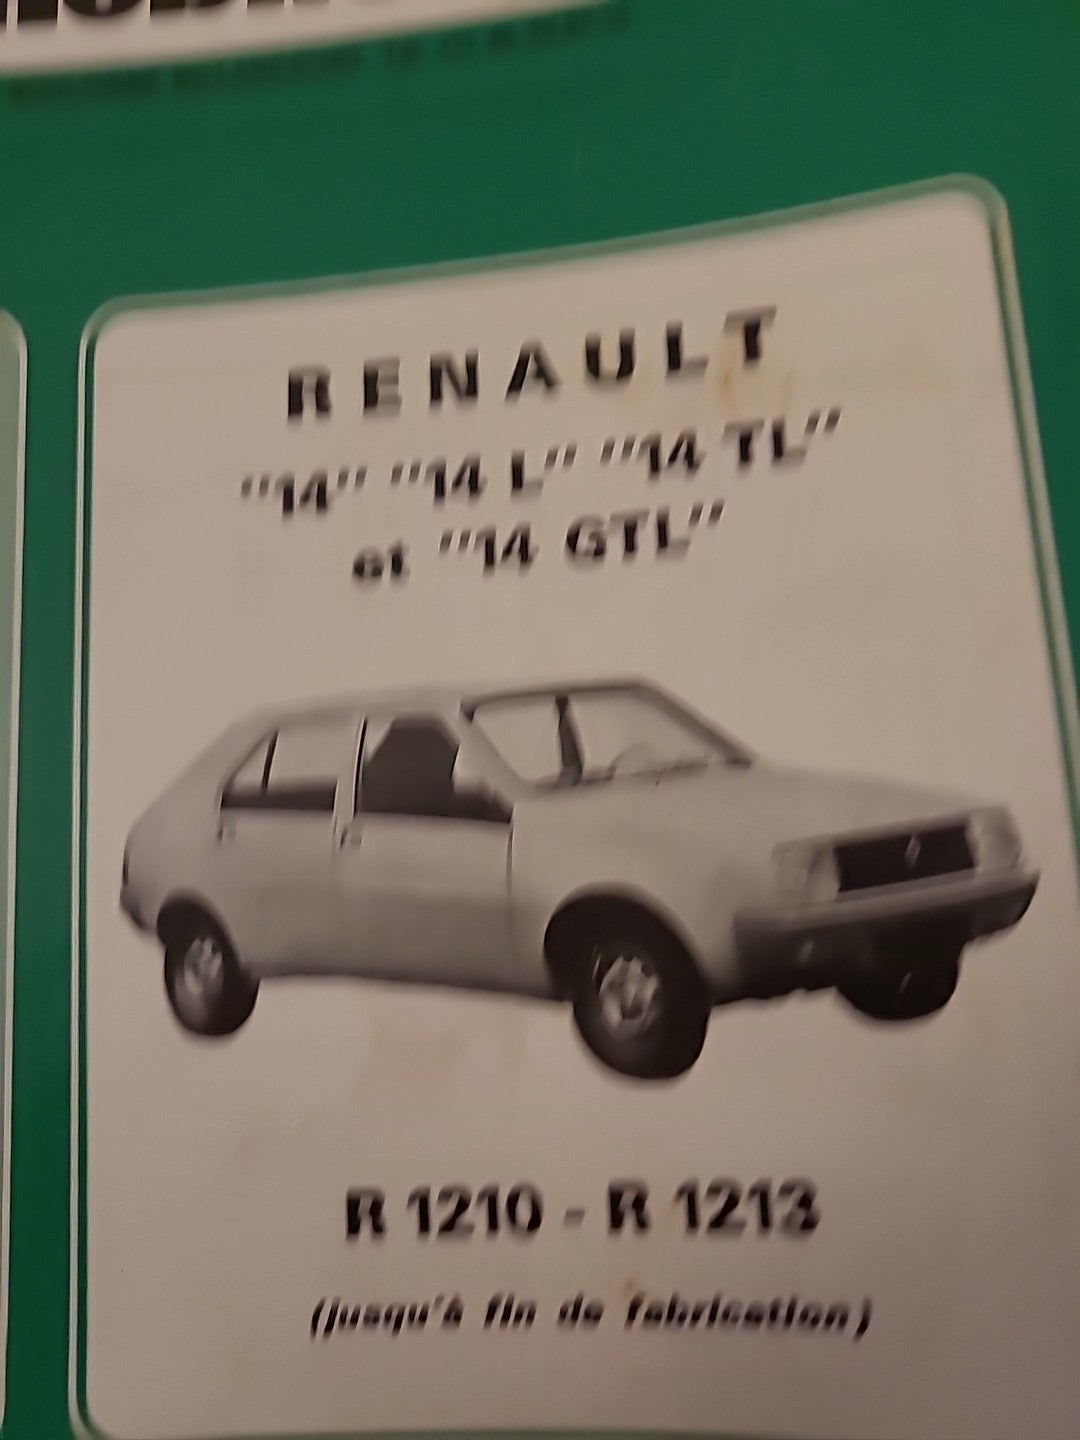 RENAULT
"14" "14 L" "14 TL"
et "14 GTL"
R 1210 - R 1213
(jusqu'à fin de fabrication)